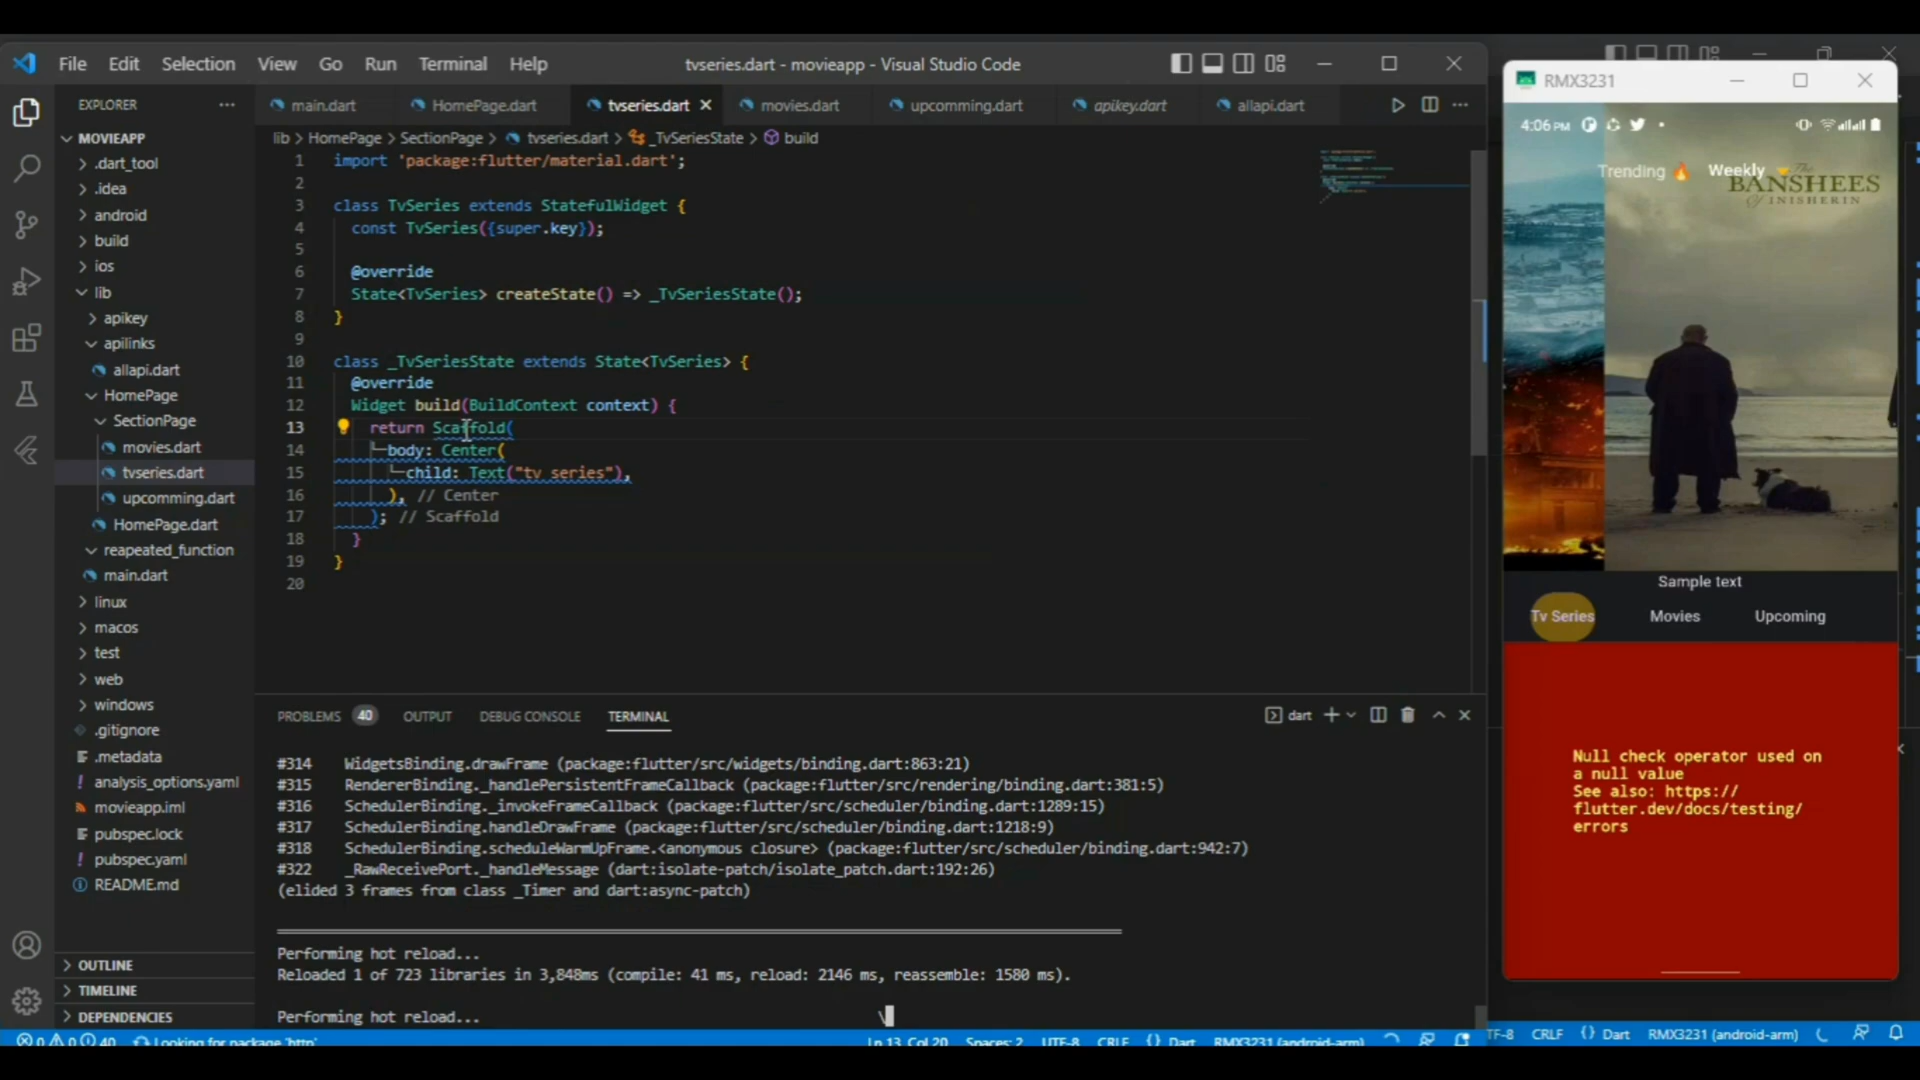 File Edit Selection View Go Run Terminal Help
tvseries.dart - movieapp - Visual Studio Code
EXPLORER
MOVIEAPP
.dart_tool
.idea
android
build
ios
lib
apikey
apilinks
allapi.dart
HomePage
SectionPage
movies.dart
tvseries.dart
upcomming.dart
HomePage.dart
reapeated_function
main.dart
linux
macos
test
web
windows
.gitignore
.metadata
analysis_options.yaml
movieapp.iml
pubspec.lock
pubspec.yaml
README.md
OUTLINE
TIMELINE
DEPENDENCIES
main.dart HomePage.dart tvseries.dart movies.dart upcomming.dart apikey.dart allapi.dart
lib > HomePage > SectionPage > tvseries.dart > _TvSeriesState > build
1 import 'package:flutter/material.dart';
2
3 class TvSeries extends StatefulWidget {
4 const TvSeries({super.key});
5
6 @override
7 State<TvSeries> createState() => _TvSeriesState();
8 }
9
10 class _TvSeriesState extends State<TvSeries> {
11 @override
12 Widget build(BuildContext context) {
13 return Scaffold(
14 body: Center(
15 child: Text("tv series"),
16 ), // Center
17 ); // Scaffold
18 }
19 }
20
PROBLEMS 40 OUTPUT DEBUG CONSOLE TERMINAL
dart
#314 WidgetsBinding.drawFrame (package:flutter/src/widgets/binding.dart:863:21)
#315 RendererBinding._handlePersistentFrameCallback (package:flutter/src/rendering/binding.dart:381:5)
#316 SchedulerBinding._invokeFrameCallback (package:flutter/src/scheduler/binding.dart:1289:15)
#317 SchedulerBinding.handleDrawFrame (package:flutter/src/scheduler/binding.dart:1218:9)
#318 SchedulerBinding.scheduleWarmUpFrame.<anonymous closure> (package:flutter/src/scheduler/binding.dart:942:7)
#322 _RawReceivePort._handleMessage (dart:isolate-patch/isolate_patch.dart:192:26)
(elided 3 frames from class _Timer and dart:async-patch)
Performing hot reload...
Reloaded 1 of 723 libraries in 3,848ms (compile: 41 ms, reload: 2146 ms, reassemble: 1580 ms).
Performing hot reload... \
0 0 40 Looking for package 'http' Ln 13, Col 20 Spaces: 2 UTF-8 CRLF {} Dart RMX3231 (android-arm)
RMX3231
4:06 PM
Trending 🔥 Weekly
The
BANSHEES
of INISHERIN
Sample text
Tv Series Movies Upcoming
Null check operator used on
a null value
See also: https://
flutter.dev/docs/testing/
errors
TF-8 CRLF {} Dart RMX3231 (android-arm)